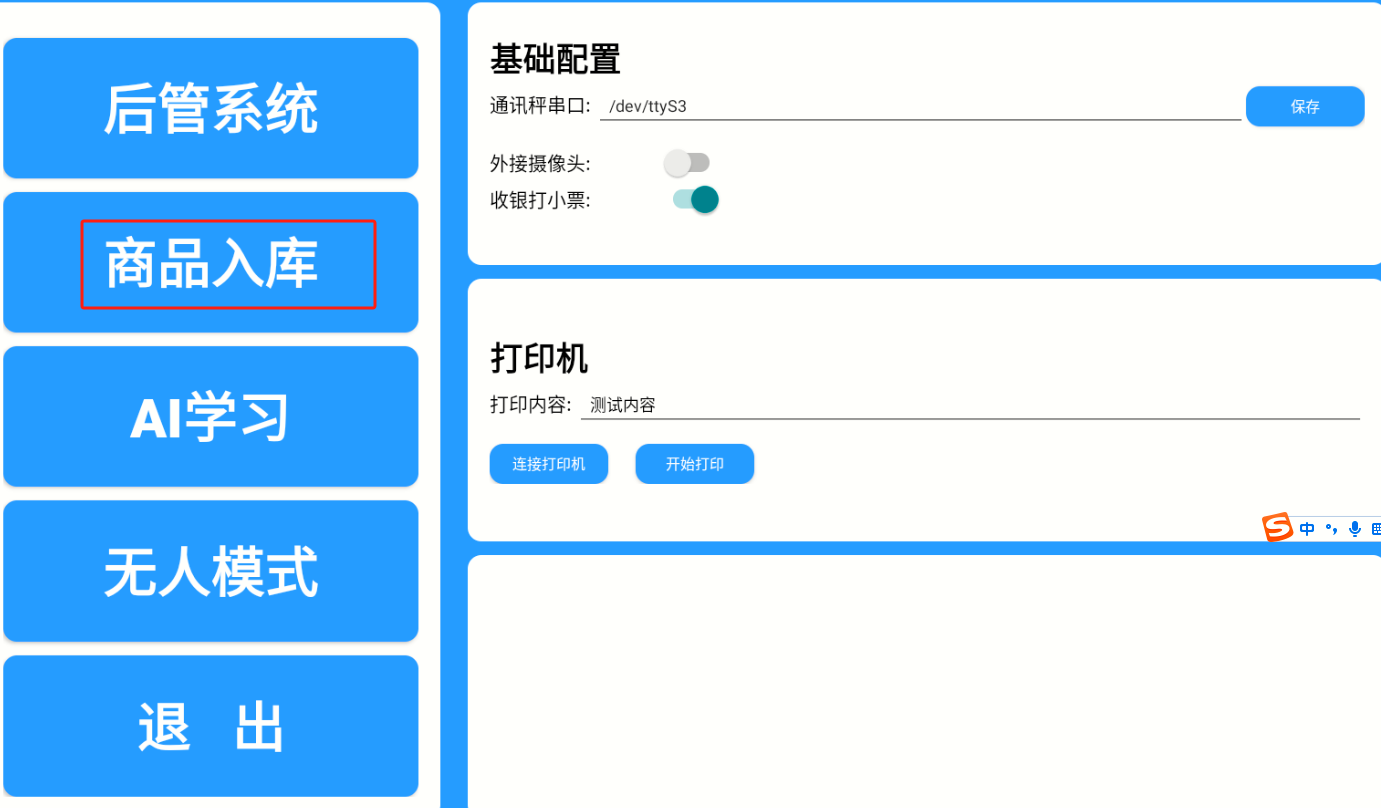 后管系统
商品入库
AI学习
无人模式
退 出
基础配置
通讯秤串口: /dev/ttyS3
保存
外接摄像头:
收银打小票:
打印机
打印内容: 测试内容
连接打印机 开始打印
S 中 °,